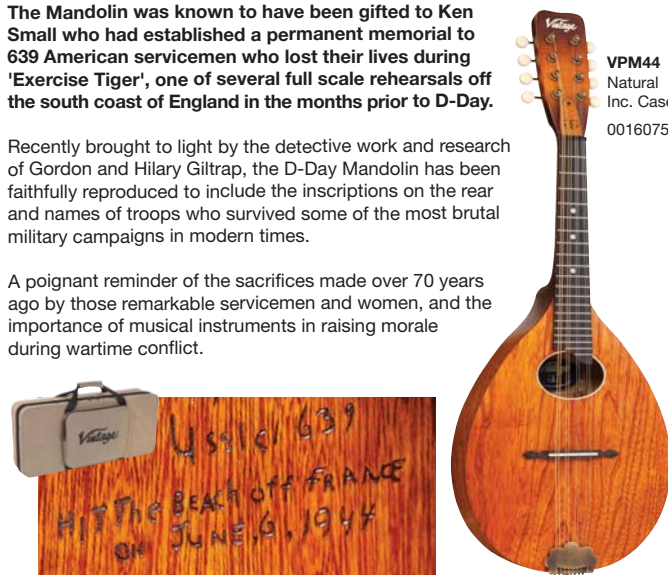 The Mandolin was known to have been gifted to Ken
Small who had established a permanent memorial to
639 American servicemen who lost their lives during
'Exercise Tiger', one of several full scale rehearsals off
the south coast of England in the months prior to D-Day.
Recently brought to light by the detective work and research
of Gordon and Hilary Giltrap, the D-Day Mandolin has been
faithfully reproduced to include the inscriptions on the rear
and names of troops who survived some of the most brutal
military campaigns in modern times.
A poignant reminder of the sacrifices made over 70 years
ago by those remarkable servicemen and women, and the
importance of musical instruments in raising morale
during wartime conflict.
Vintage
VPM44
Natural
Inc. Case
0016075
Vintage
639
HIT The BEACh off FRANCE
ON JUNE, 6, 1944